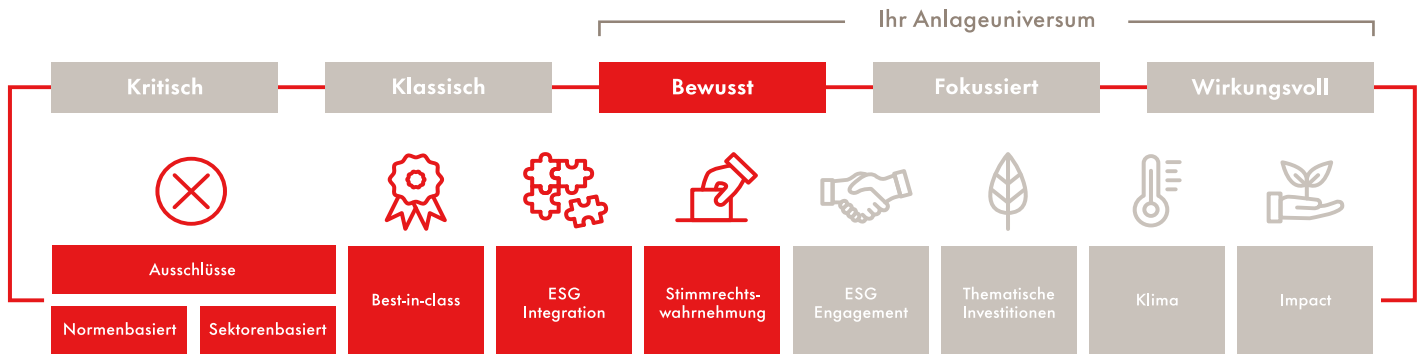 Ihr Anlageuniversum
Kritisch
Klassisch
Bewusst
Fokussiert
Wirkungsvoll
Ausschlüsse
Normenbasiert
Sektorenbasiert
Best-in-class
ESG
Integration
Stimmrechts-
wahrnehmung
ESG
Engagement
Thematische
Investitionen
Klima
Impact